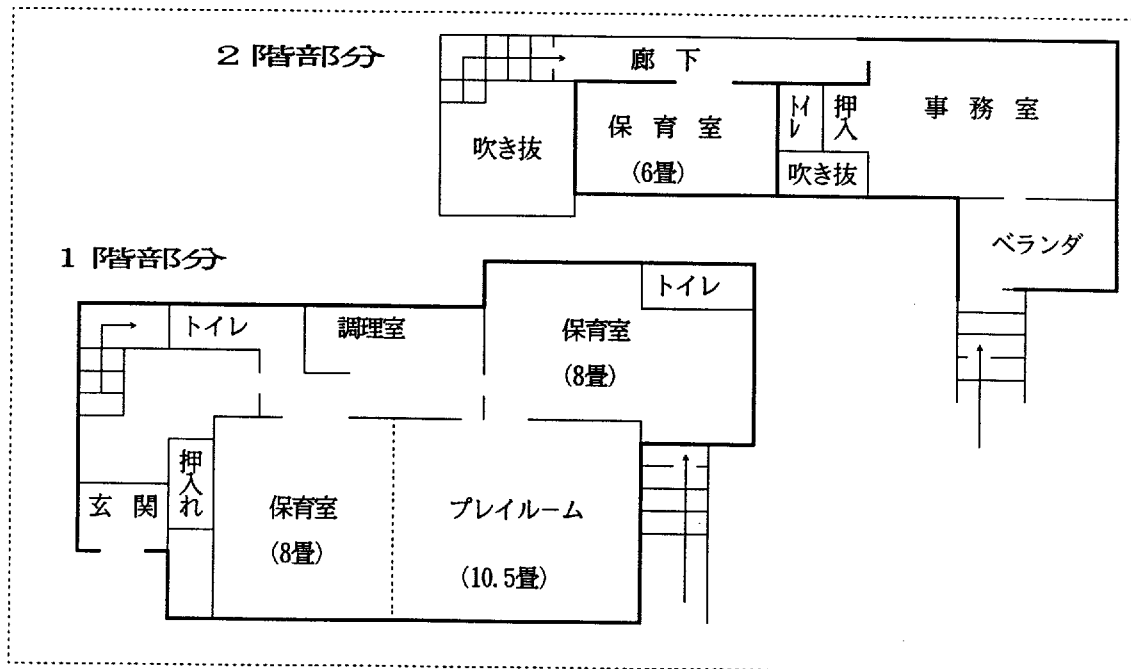 2階部分
廊下
保育室
(6畳)
トイレ
押入
事務室
吹き抜
吹き抜
ベランダ
1階部分
トイレ
トイレ
調理室
保育室
(8畳)
押入れ
玄関
保育室
(8畳)
プレイルーム
(10.5畳)